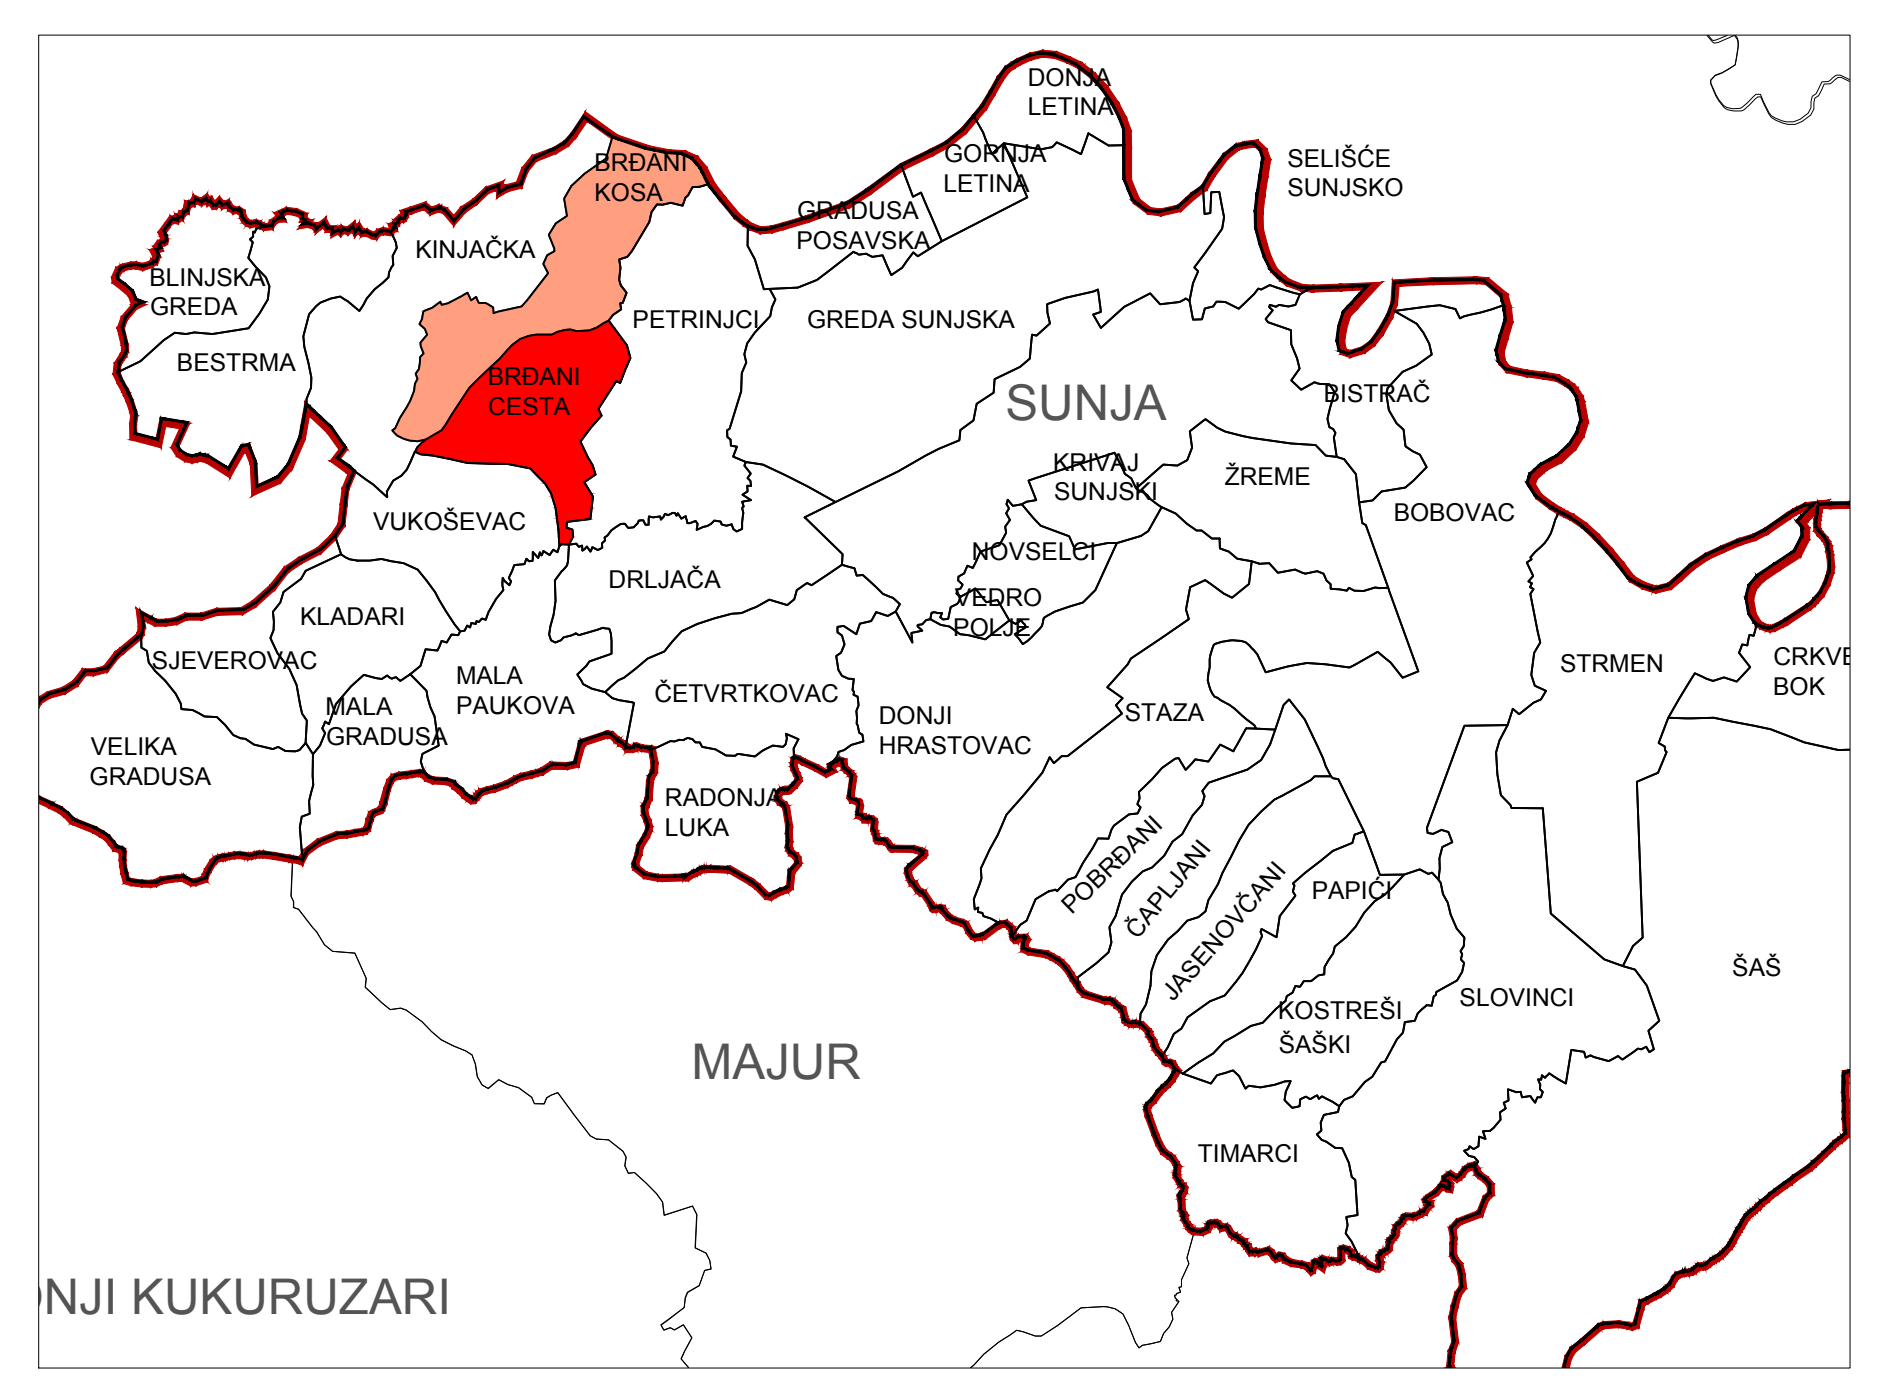 DONJA
LETINA
GORNJA
LETINA
SELIŠĆE
SUNJSKO
BRĐANI
KOSA
GRADUSA
POSAVSKA
KINJAČKA
BLINJSKA
GREDA
PETRINJCI
GREDA SUNJSKA
BESTRMA
BRĐANI
CESTA
SUNJA
BISTRAČ
KRIVAJ
SUNJSKI
ŽREME
BOBOVAC
VUKOŠEVAC
NOVSELCI
DRLJAČA
VEDRO
POLJE
KLADARI
SJEVEROVAC
STRMEN
CRKVE
BOK
MALA
PAUKOVA
ČETVRTKOVAC
MALA
GRADUSA
DONJI
HRASTOVAC
STAZA
VELIKA
GRADUSA
RADONJA
LUKA
POBRĐANI
ČAPLJANI
JASENOVČANI
PAPIĆI
ŠAŠ
SLOVINCI
KOSTREŠI
ŠAŠKI
MAJUR
TIMARCI
ONJI KUKURUZARI